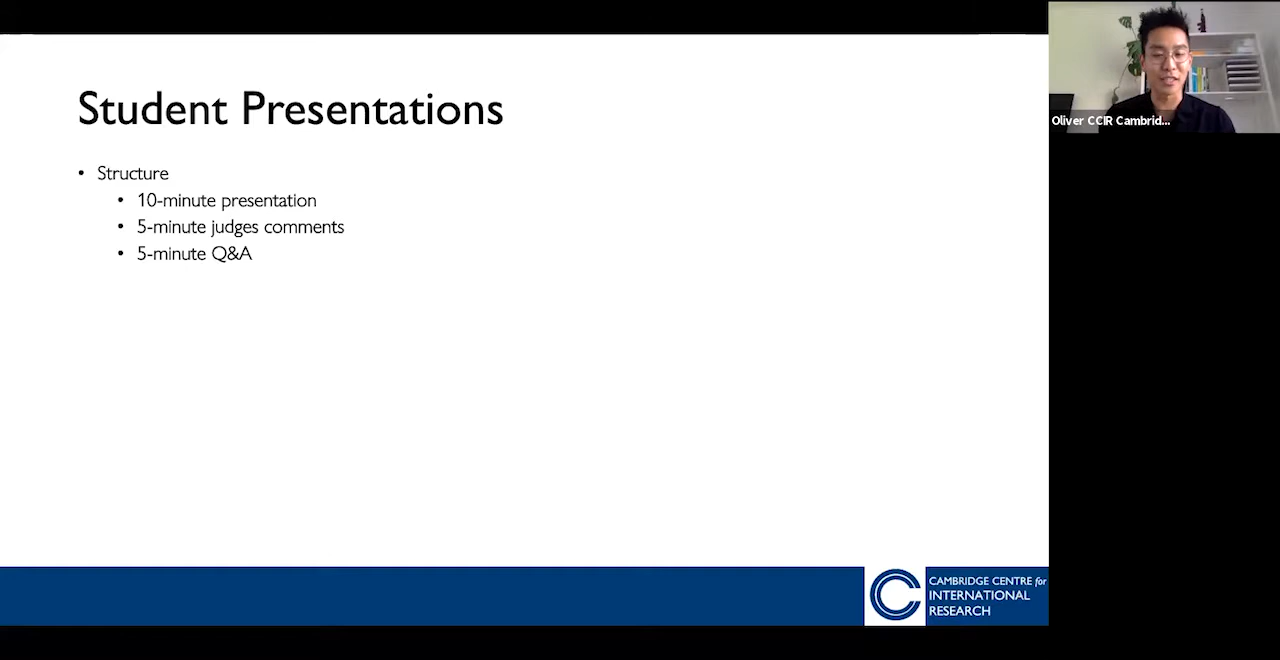 Student Presentations
• Structure
• 10-minute presentation
• 5-minute judges comments
• 5-minute Q&A
Oliver CCIR Cambrid...
CAMBRIDGE CENTRE for
INTERNATIONAL
RESEARCH